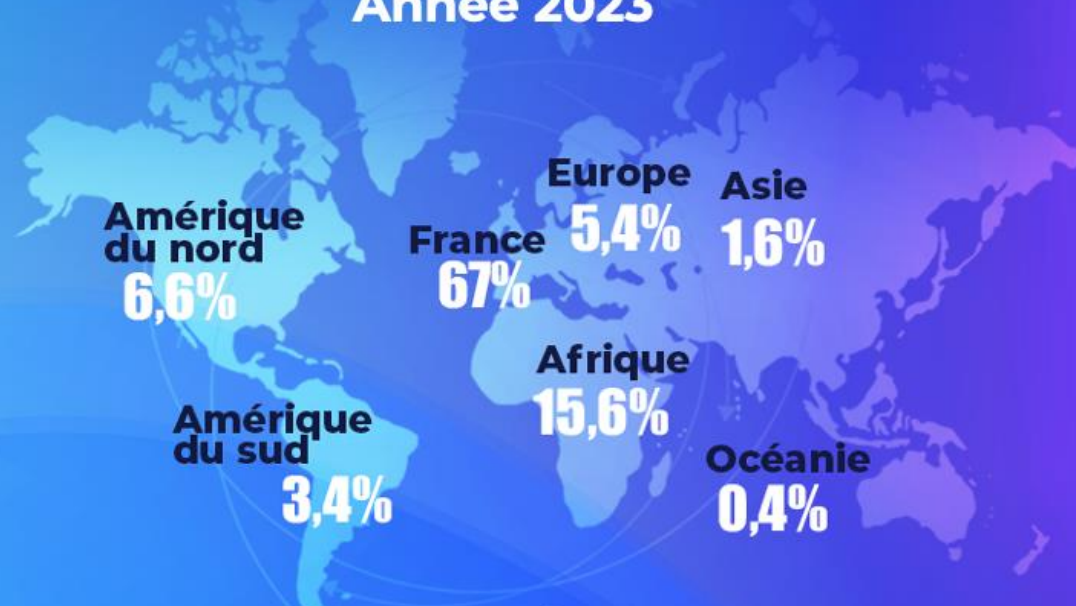 Année 2023
Europe
5,4%
Asie
1,6%
Amérique
du nord
6,6%
France
67%
Afrique
15,6%
Amérique
du sud
3,4%
Océanie
0,4%